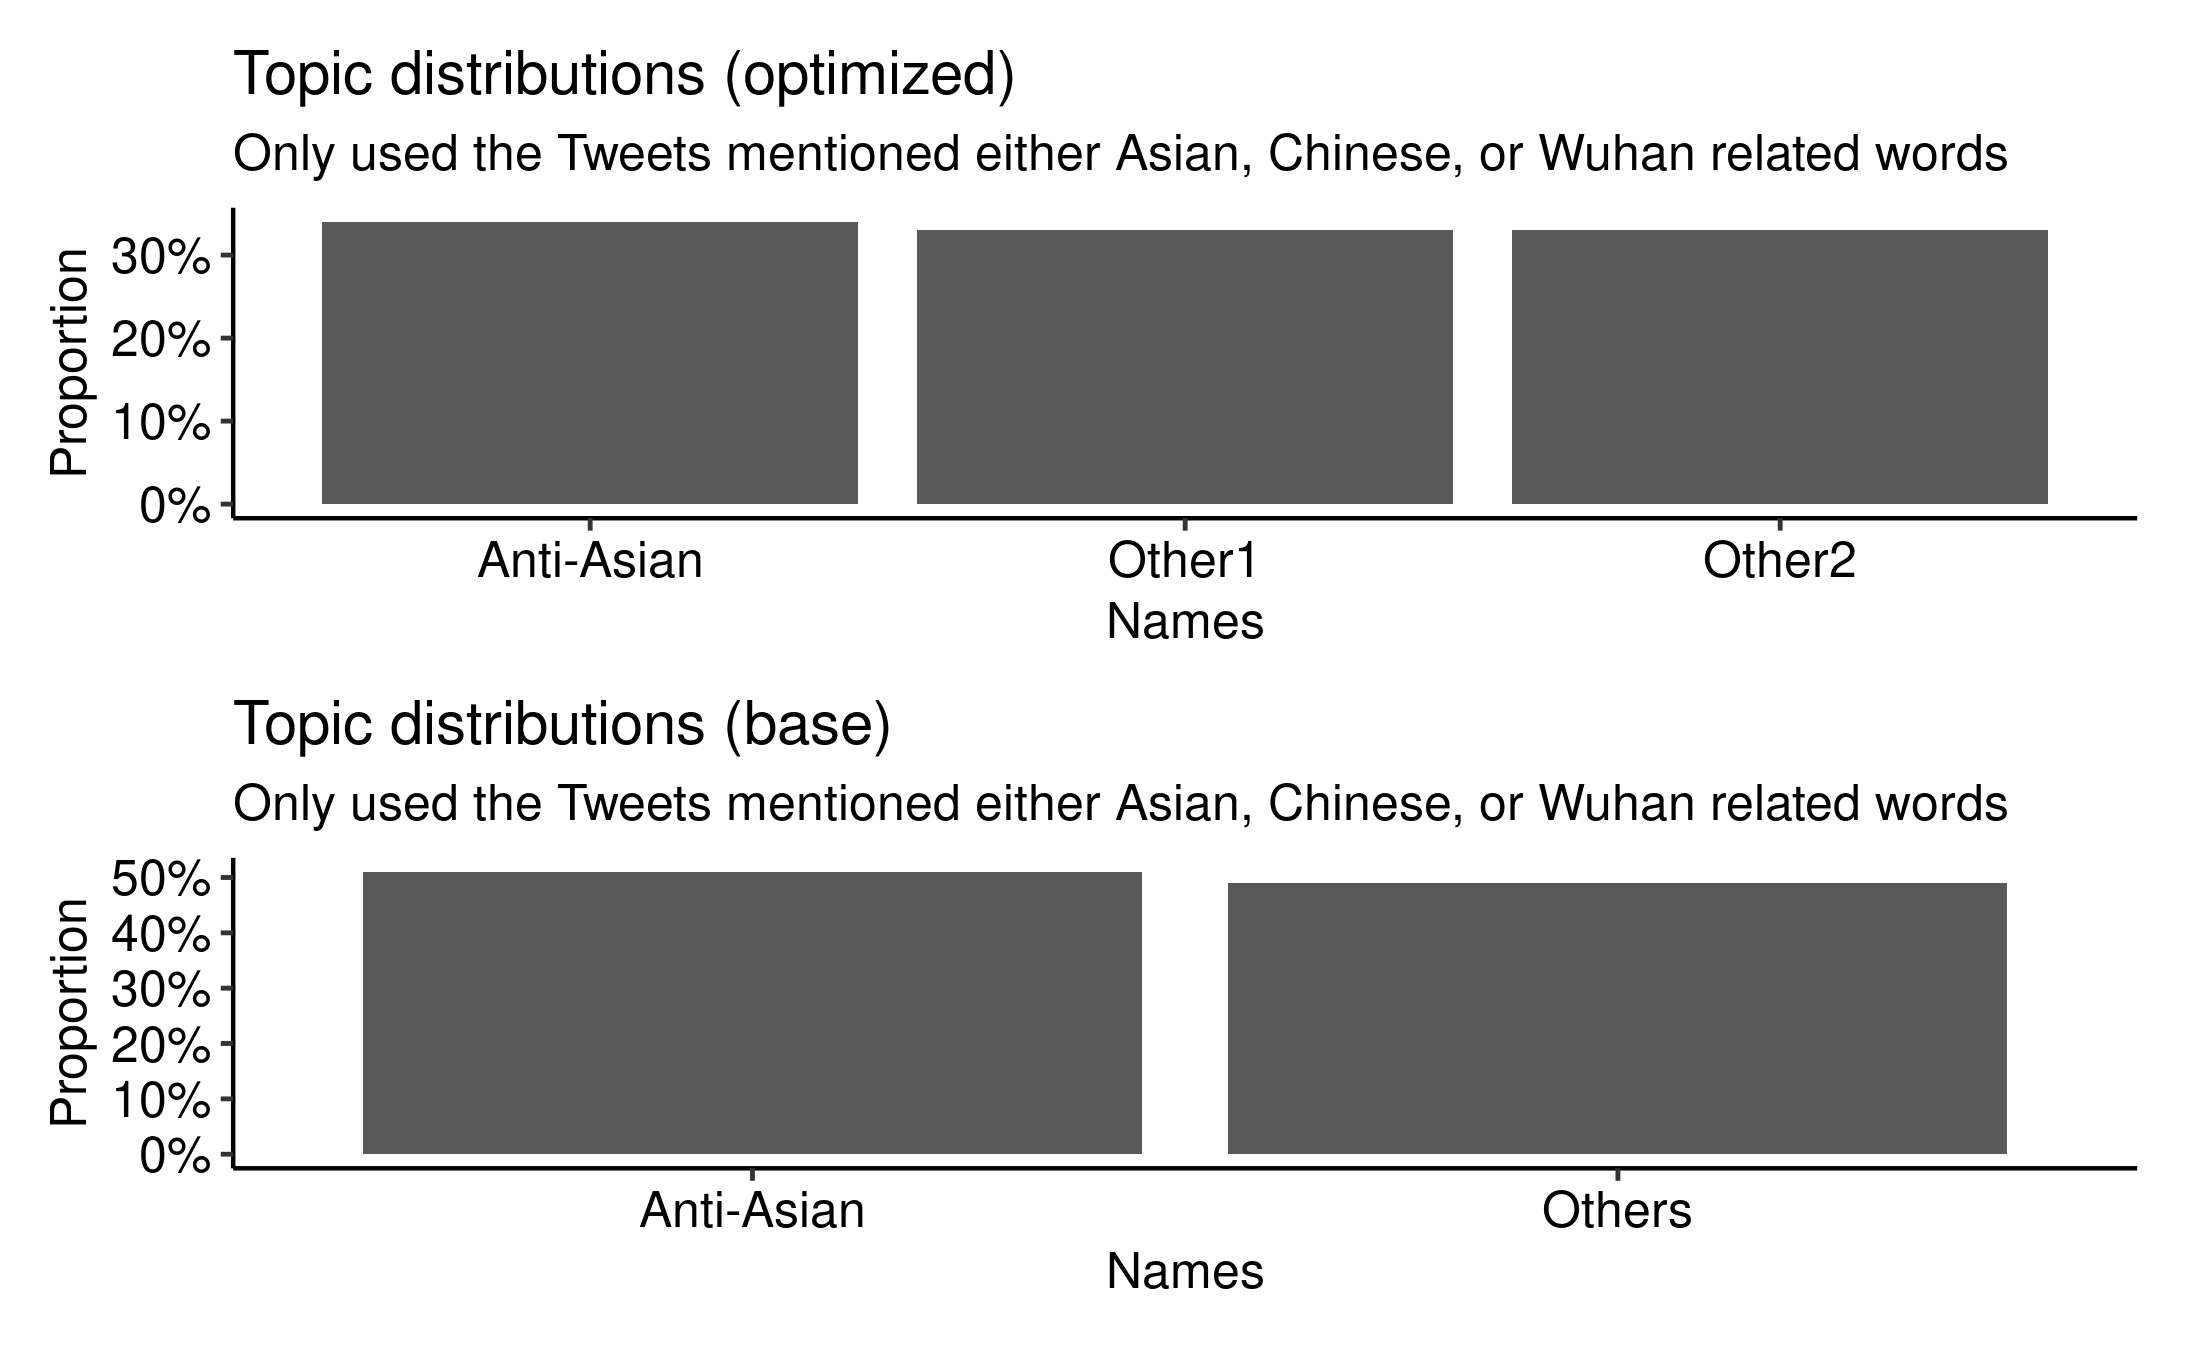 Topic distributions (optimized)
Only used the Tweets mentioned either Asian, Chinese, or Wuhan related words
Proportion
30%
20%
10%
0%
Anti-Asian
Other1
Other2
Names
Topic distributions (base)
Only used the Tweets mentioned either Asian, Chinese, or Wuhan related words
Proportion
50%
40%
30%
20%
10%
0%
Anti-Asian
Others
Names